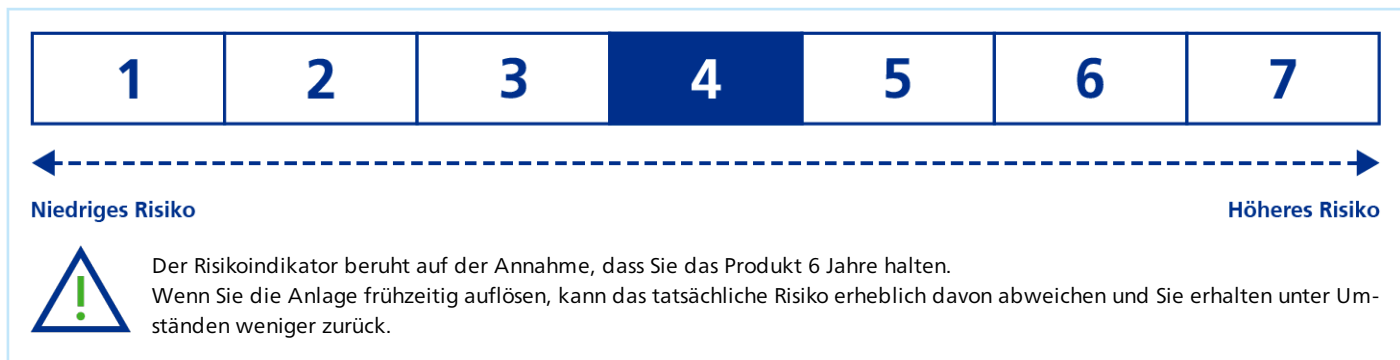 1 2 3 4 5 6 7
Niedriges Risiko Höheres Risiko
Der Risikoindikator beruht auf der Annahme, dass Sie das Produkt 6 Jahre halten.
Wenn Sie die Anlage frühzeitig auflösen, kann das tatsächliche Risiko erheblich davon abweichen und Sie erhalten unter Um-
ständen weniger zurück.